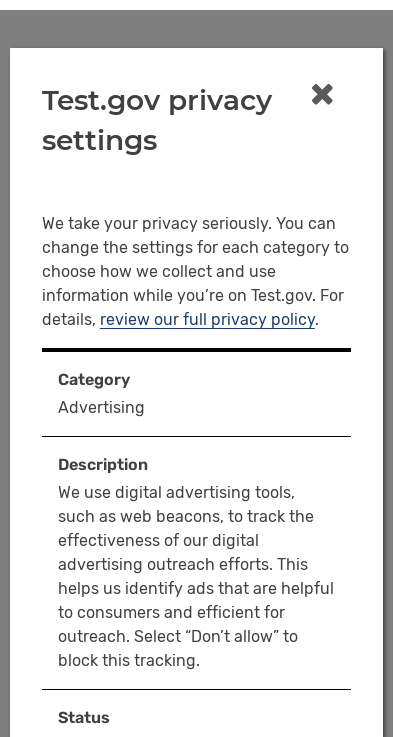 Test.gov privacy
settings
We take your privacy seriously. You can
change the settings for each category to
choose how we collect and use
information while you’re on Test.gov. For
details, review our full privacy policy.
Category
Advertising
Description
We use digital advertising tools,
such as web beacons, to track the
effectiveness of our digital
advertising outreach efforts. This
helps us identify ads that are helpful
to consumers and efficient for
outreach. Select “Don’t allow” to
block this tracking.
Status